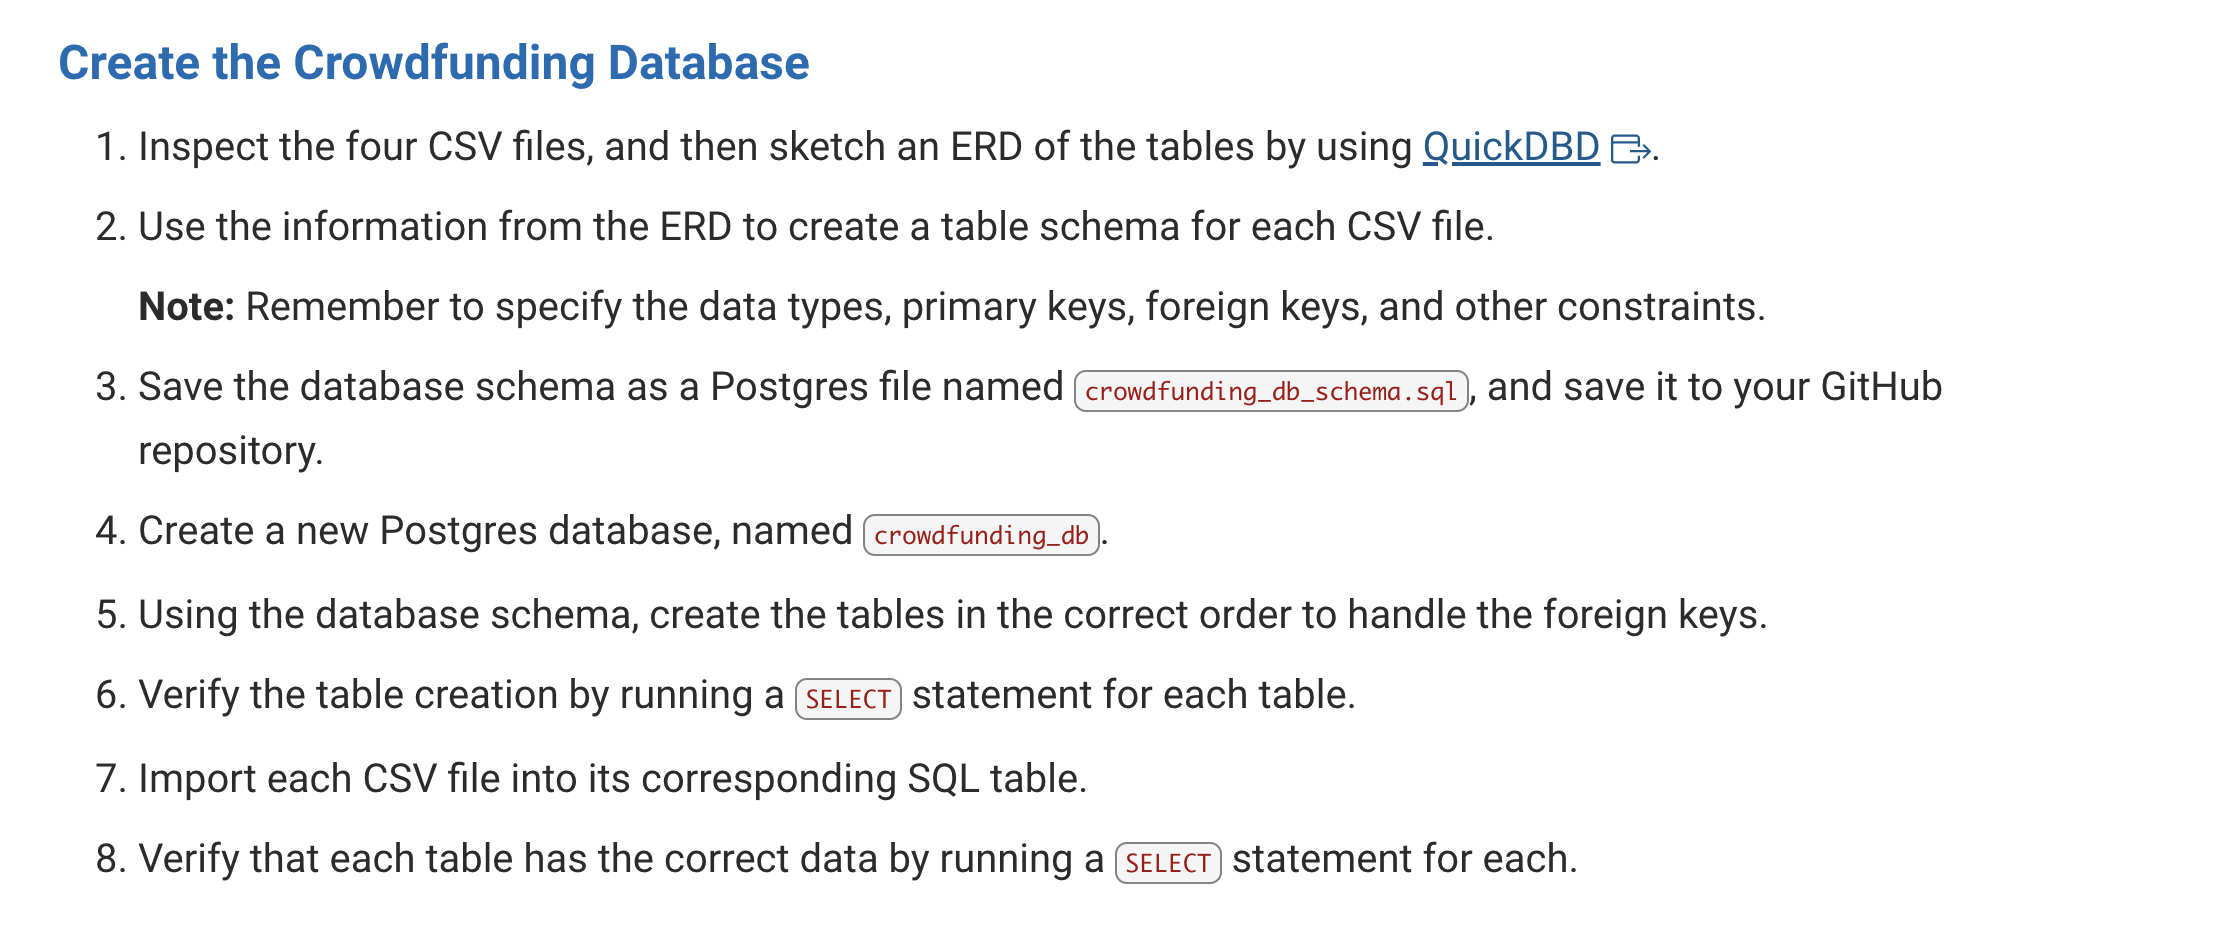 Create the Crowdfunding Database
1. Inspect the four CSV files, and then sketch an ERD of the tables by using QuickDBD.
2. Use the information from the ERD to create a table schema for each CSV file.
Note: Remember to specify the data types, primary keys, foreign keys, and other constraints.
3. Save the database schema as a Postgres file named crowdfunding_db_schema.sql, and save it to your GitHub
repository.
4. Create a new Postgres database, named crowdfunding_db.
5. Using the database schema, create the tables in the correct order to handle the foreign keys.
6. Verify the table creation by running a SELECT statement for each table.
7. Import each CSV file into its corresponding SQL table.
8. Verify that each table has the correct data by running a SELECT statement for each.